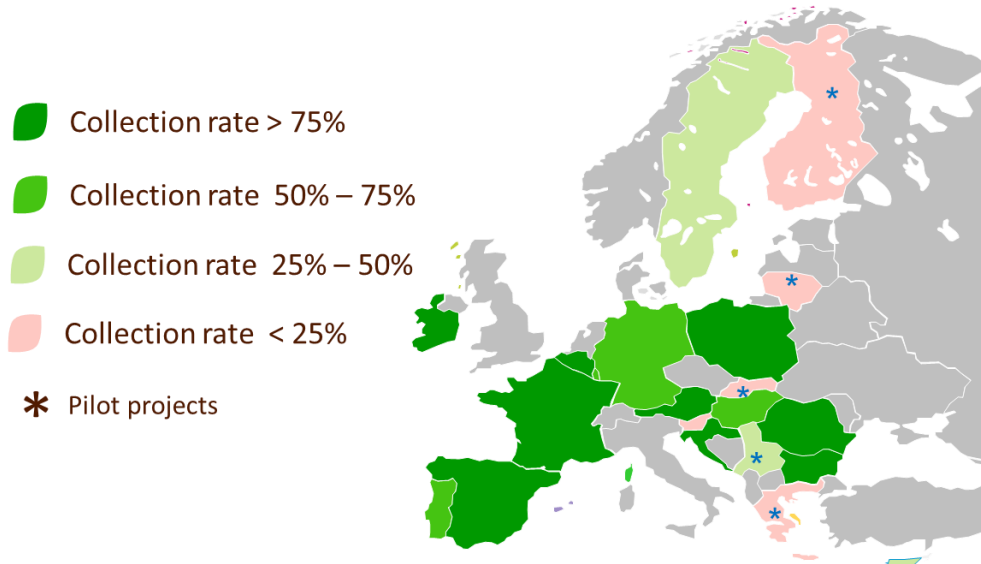 Collection rate > 75%
Collection rate 50% – 75%
Collection rate 25% – 50%
Collection rate < 25%
* Pilot projects